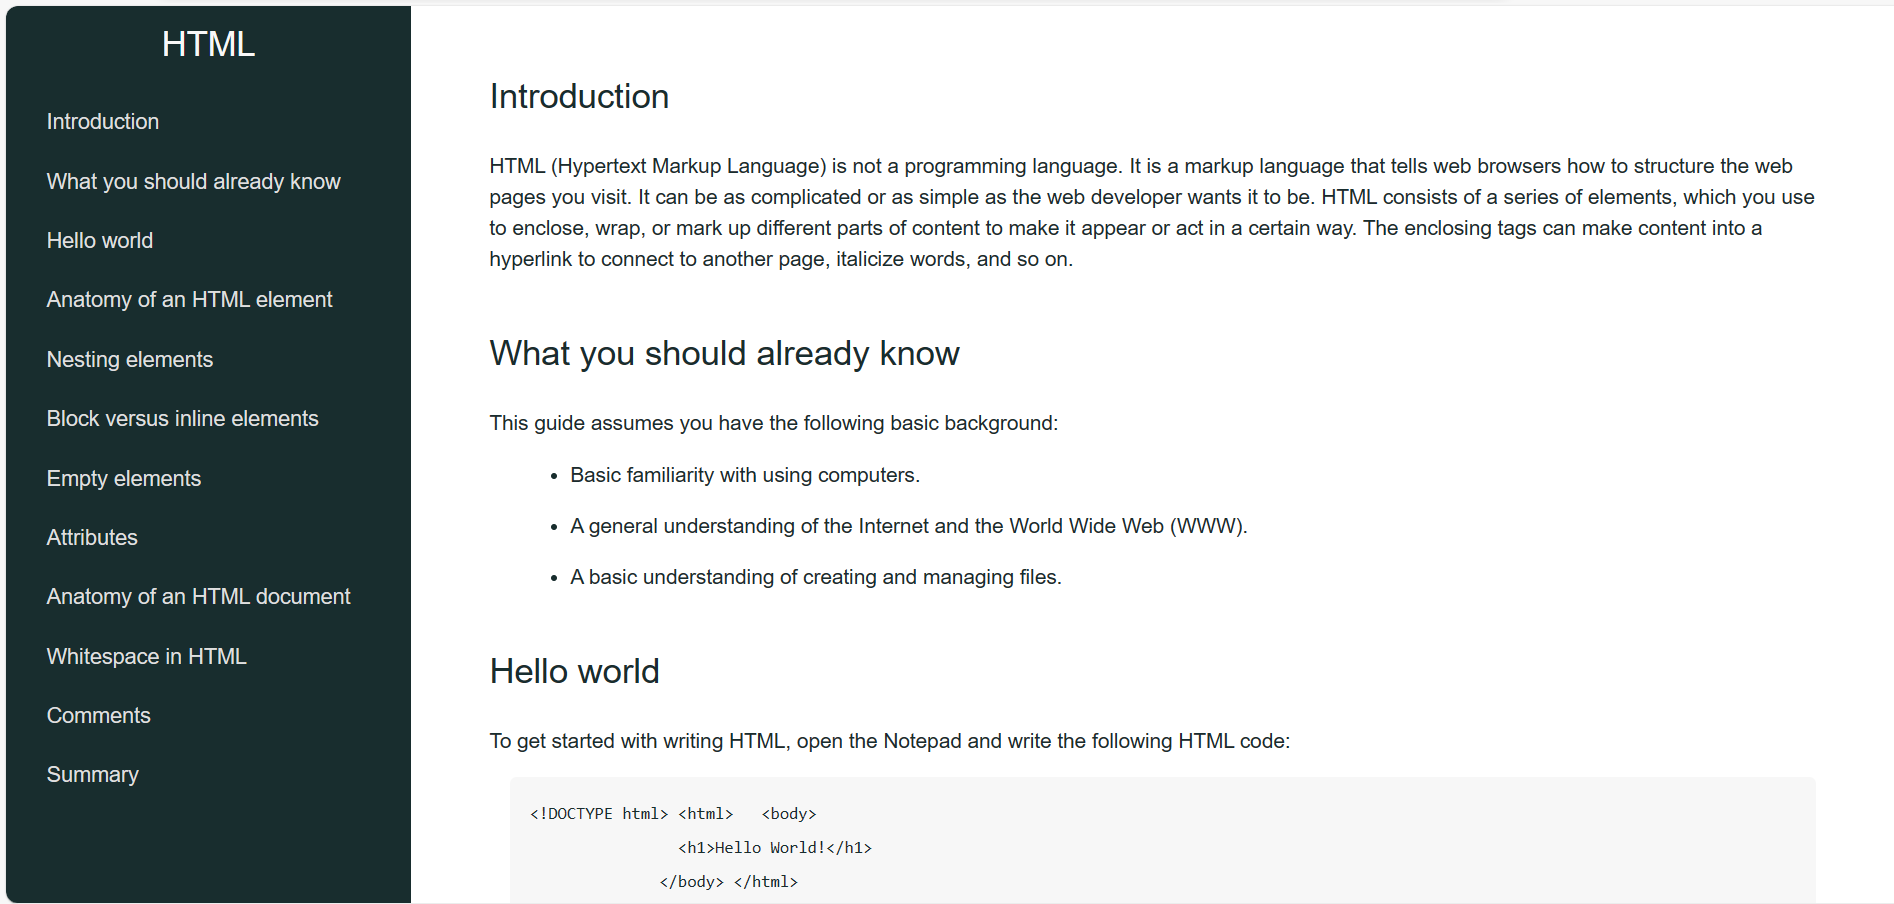 HTML
Introduction
What you should already know
Hello world
Anatomy of an HTML element
Nesting elements
Block versus inline elements
Empty elements
Attributes
Anatomy of an HTML document
Whitespace in HTML
Comments
Summary
Introduction
HTML (Hypertext Markup Language) is not a programming language. It is a markup language that tells web browsers how to structure the web
pages you visit. It can be as complicated or as simple as the web developer wants it to be. HTML consists of a series of elements, which you use
to enclose, wrap, or mark up different parts of content to make it appear or act in a certain way. The enclosing tags can make content into a
hyperlink to connect to another page, italicize words, and so on.
What you should already know
This guide assumes you have the following basic background:
• Basic familiarity with using computers.
• A general understanding of the Internet and the World Wide Web (WWW).
• A basic understanding of creating and managing files.
Hello world
To get started with writing HTML, open the Notepad and write the following HTML code:
<!DOCTYPE html> <html>   <body>
<h1>Hello World!</h1>
</body> </html>